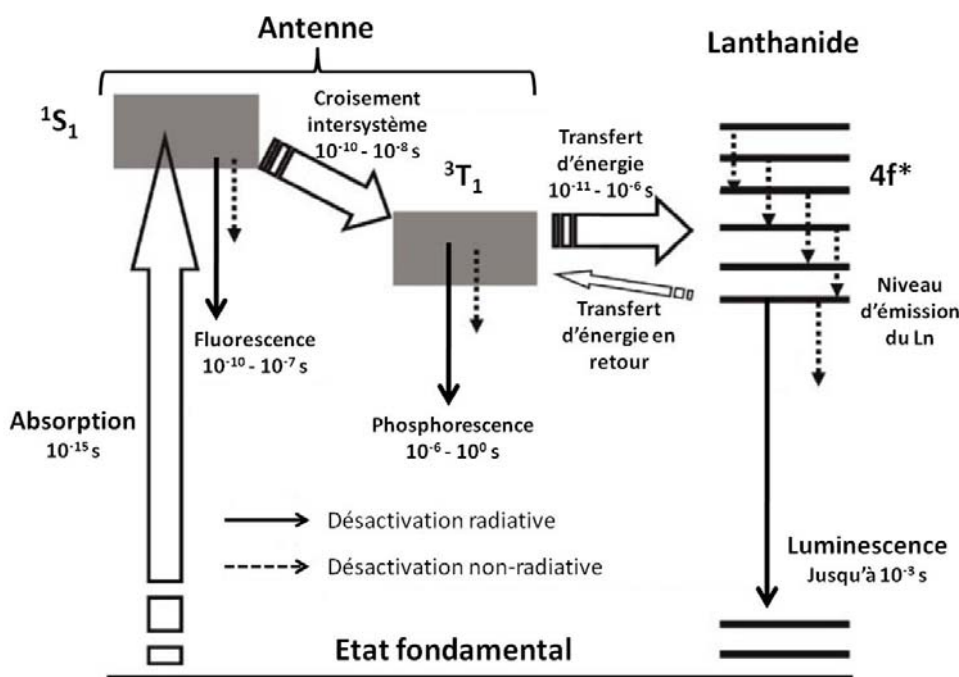 Antenne
Lanthanide
¹S₁
Croisement
intersystème
10⁻¹⁰ - 10⁻⁸ s
³T₁
Transfert
d'énergie
10⁻¹¹ - 10⁻⁶ s
4f*
Fluorescence
10⁻¹⁰ - 10⁻⁷ s
Transfert
d'énergie en
retour
Niveau
d'émission
du Ln
Absorption
10⁻¹⁵ s
Phosphorescence
10⁻⁶ - 10⁰ s
Désactivation radiative
Désactivation non-radiative
Luminescence
Jusqu'à 10⁻³ s
Etat fondamental